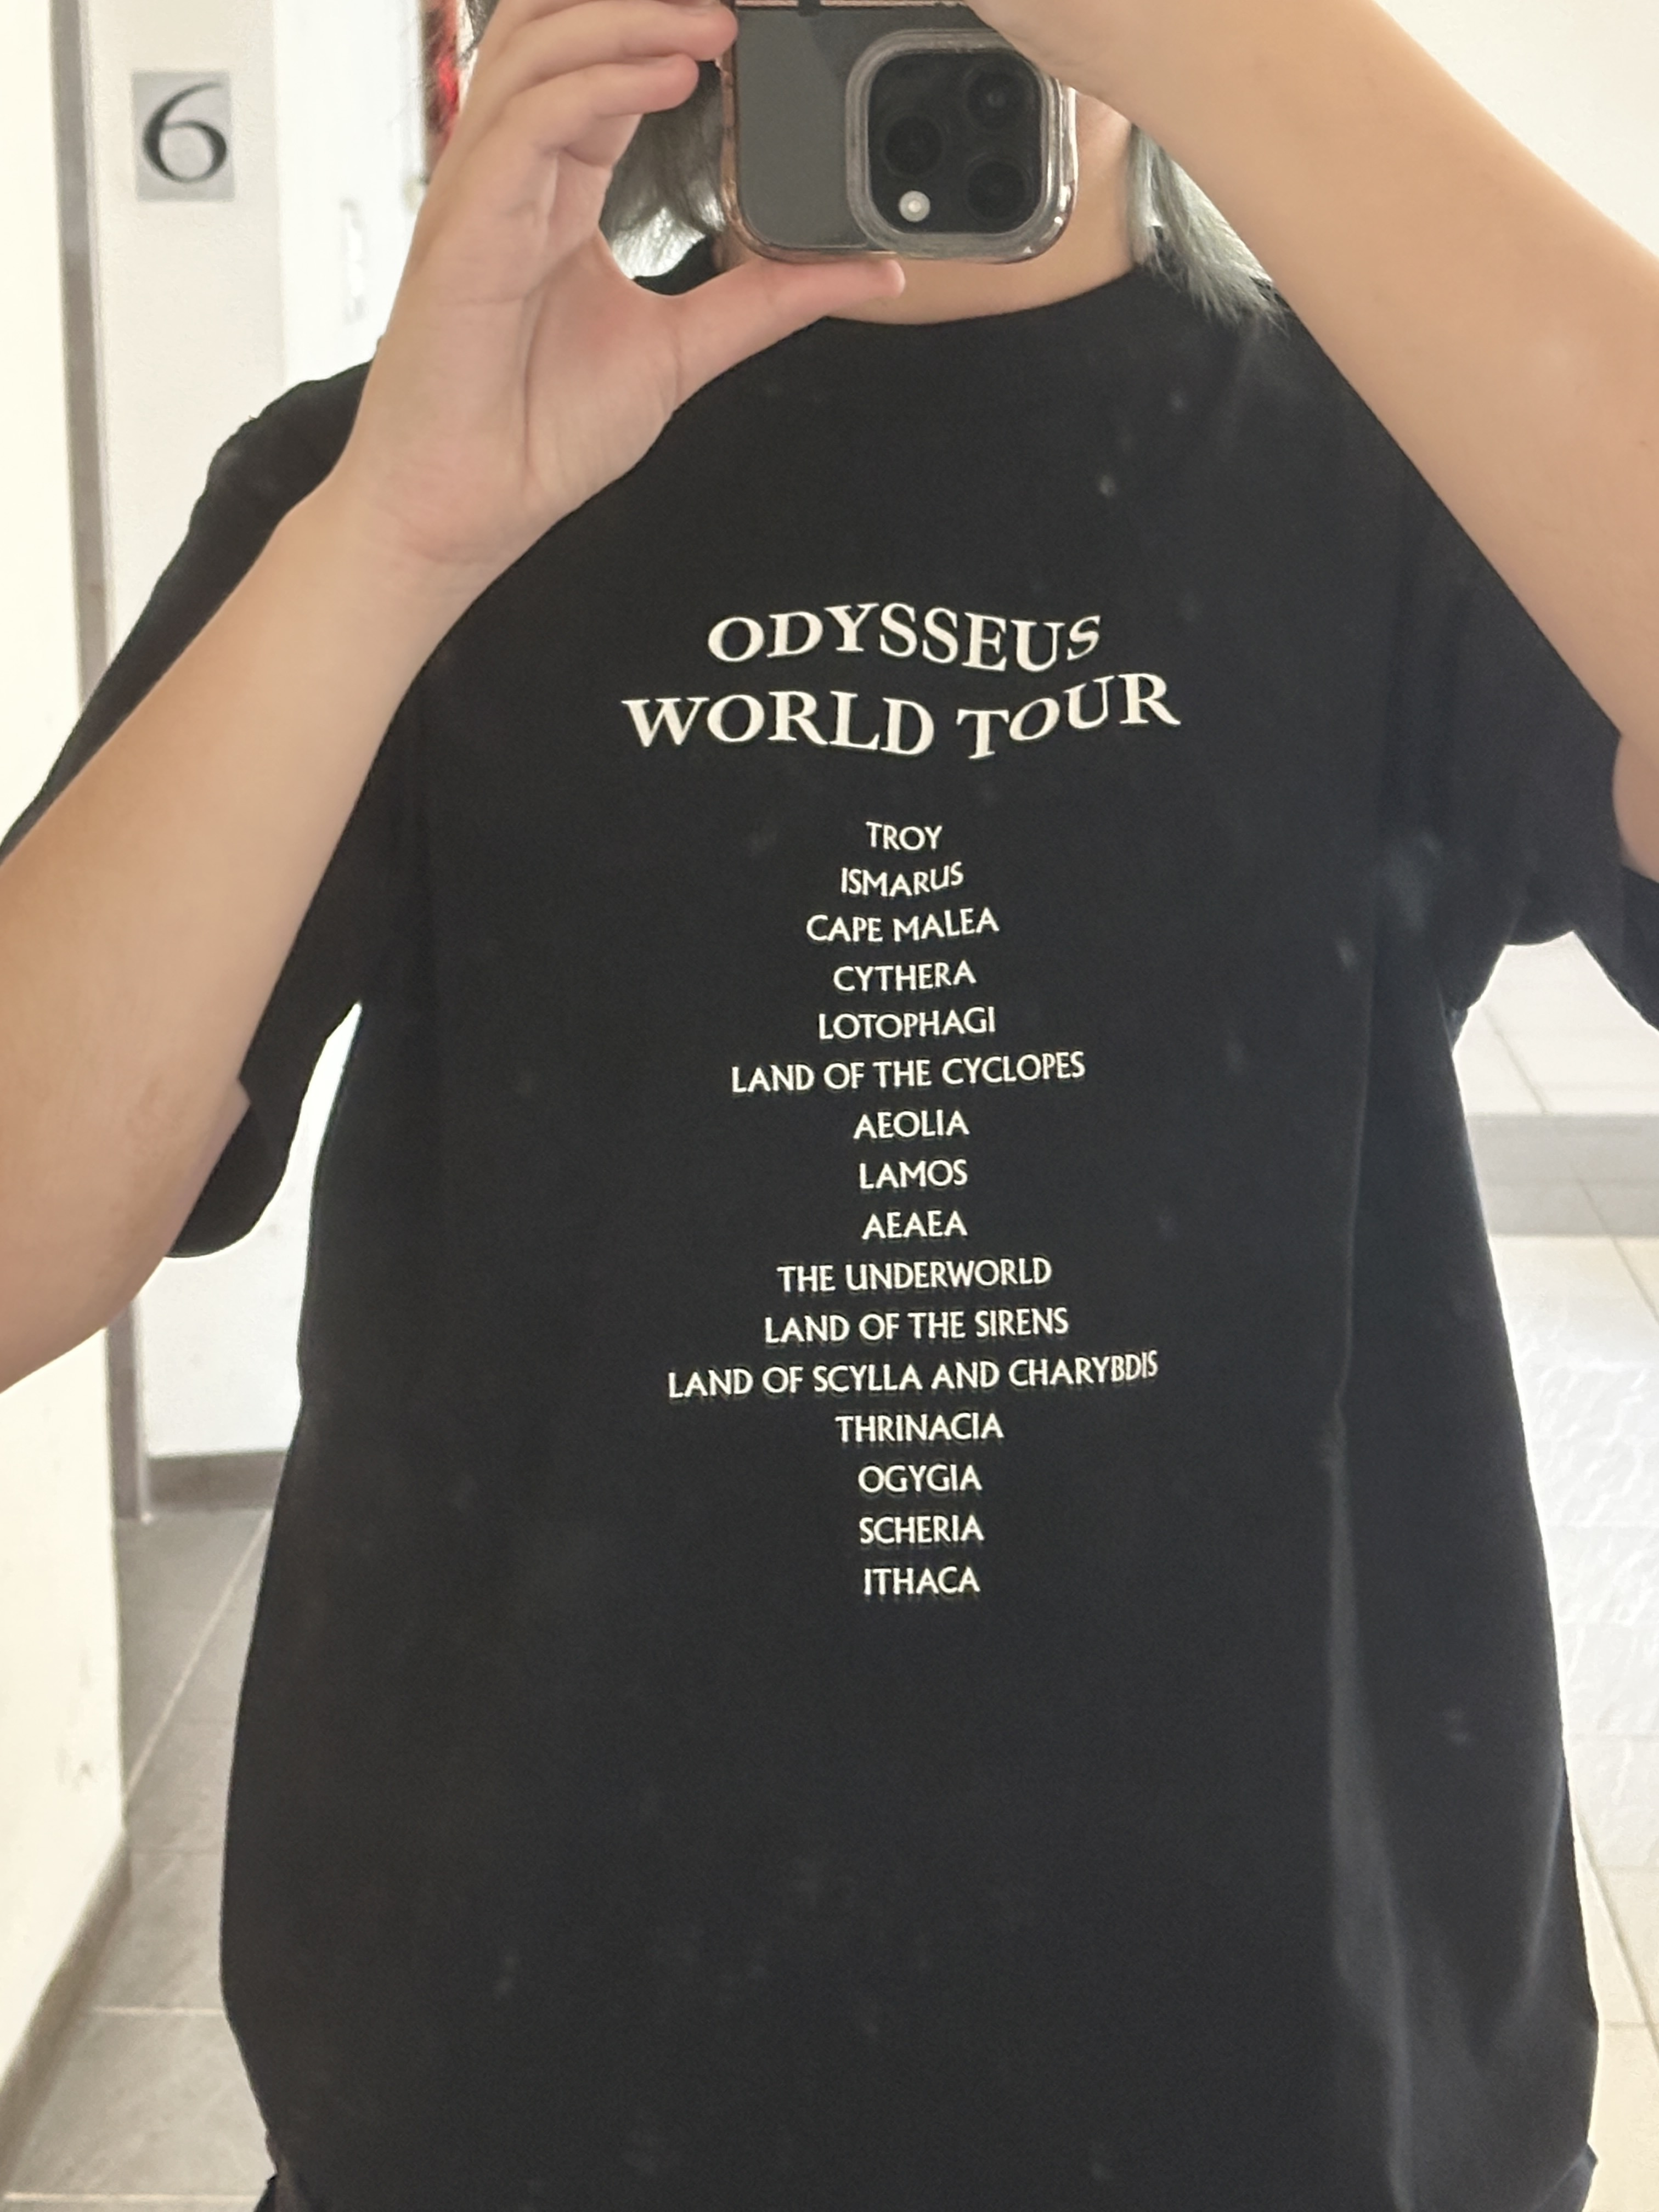 6
ODYSSEUS
WORLD TOUR
TROY
ISMARUS
CAPE MALEA
CYTHERA
LOTOPHAGI
LAND OF THE CYCLOPES
AEOLIA
LAMOS
AEAEA
THE UNDERWORLD
LAND OF THE SIRENS
LAND OF SCYLLA AND CHARYBDIS
THRINACIA
OGYGIA
SCHERIA
ITHACA